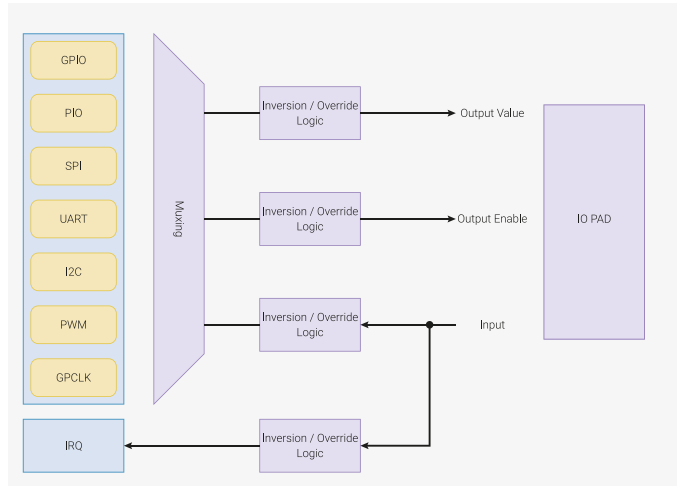 GPIO
PIO
SPI
UART
I2C
PWM
GPCLK
IRQ
Muxing
Inversion / Override
Logic
Output Value
Inversion / Override
Logic
Output Enable
Inversion / Override
Logic
Input
Inversion / Override
Logic
IO PAD